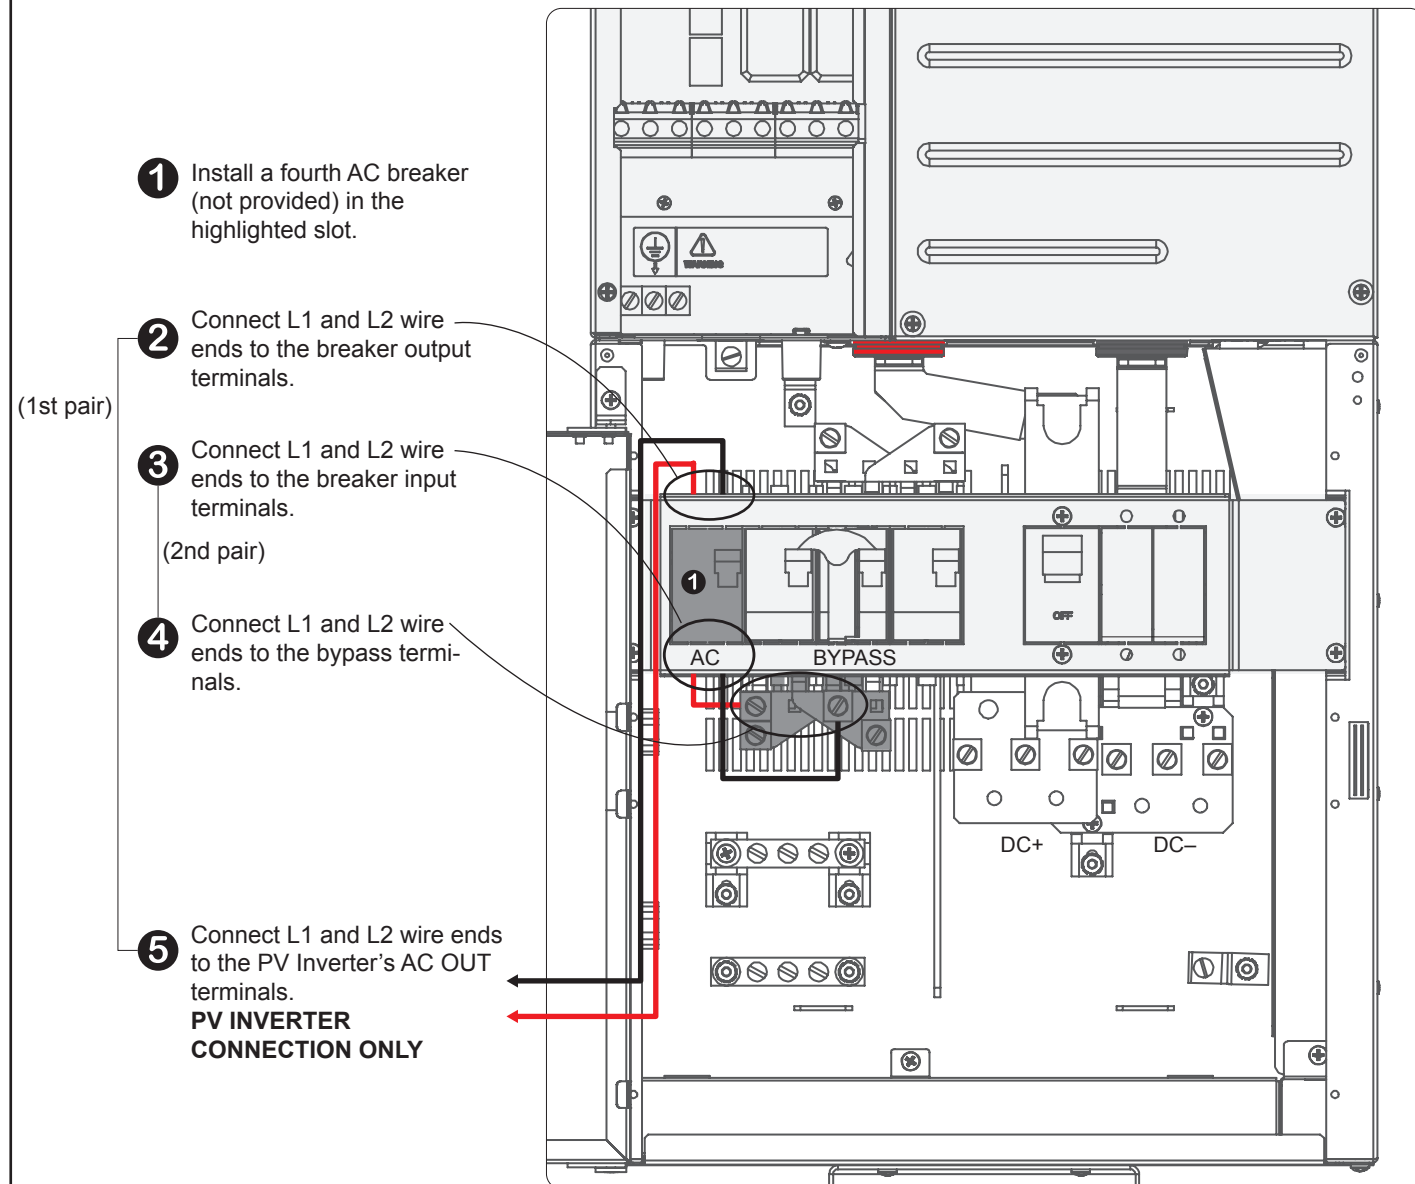 1 Install a fourth AC breaker
(not provided) in the
highlighted slot.
2 Connect L1 and L2 wire
ends to the breaker output
terminals.
(1st pair)
3 Connect L1 and L2 wire
ends to the breaker input
terminals.
(2nd pair)
4 Connect L1 and L2 wire
ends to the bypass termi-
nals.
5 Connect L1 and L2 wire ends
to the PV Inverter’s AC OUT
terminals.
PV INVERTER
CONNECTION ONLY
WARNING
1
OFF
AC
BYPASS
DC+
DC–